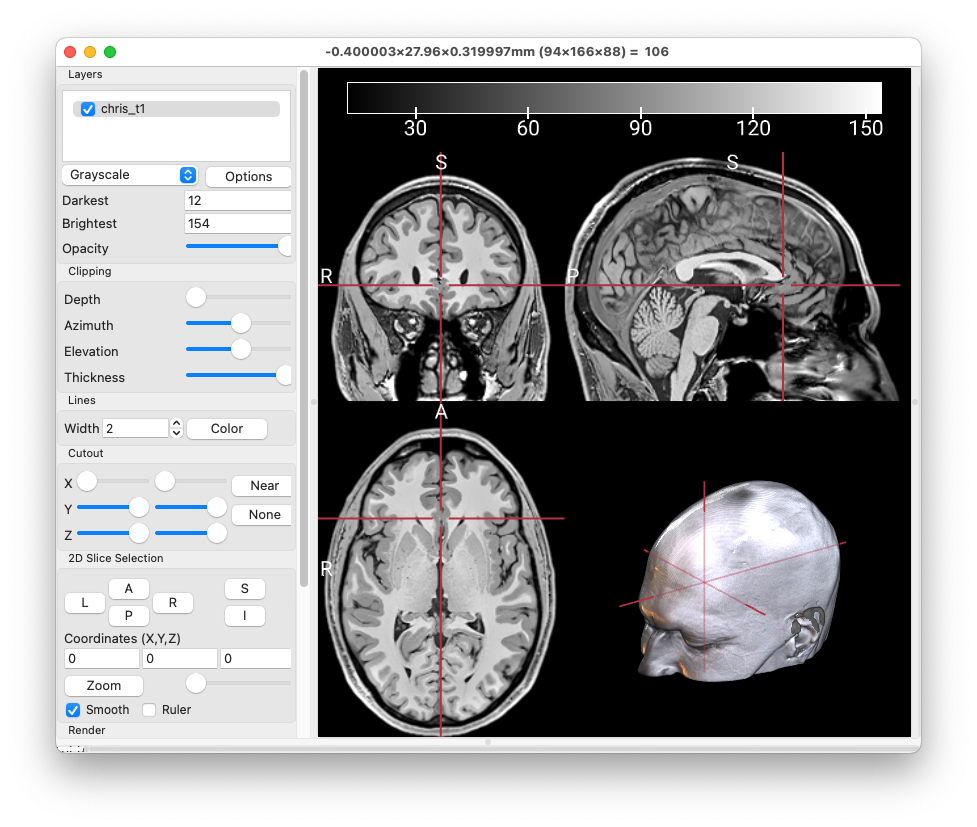 -0.400003×27.96×0.319997mm (94×166×88) = 106
Layers
chris_t1
Grayscale Options
Darkest 12
Brightest 154
Opacity
Clipping
Depth
Azimuth
Elevation
Thickness
Lines
Width 2 Color
Cutout
X Near
Y
None
Z
2D Slice Selection
A S
L R
P I
Coordinates (X,Y,Z)
0 0 0
Zoom
Smooth Ruler
Render
30 60 90 120 150
S S
R P
A
R